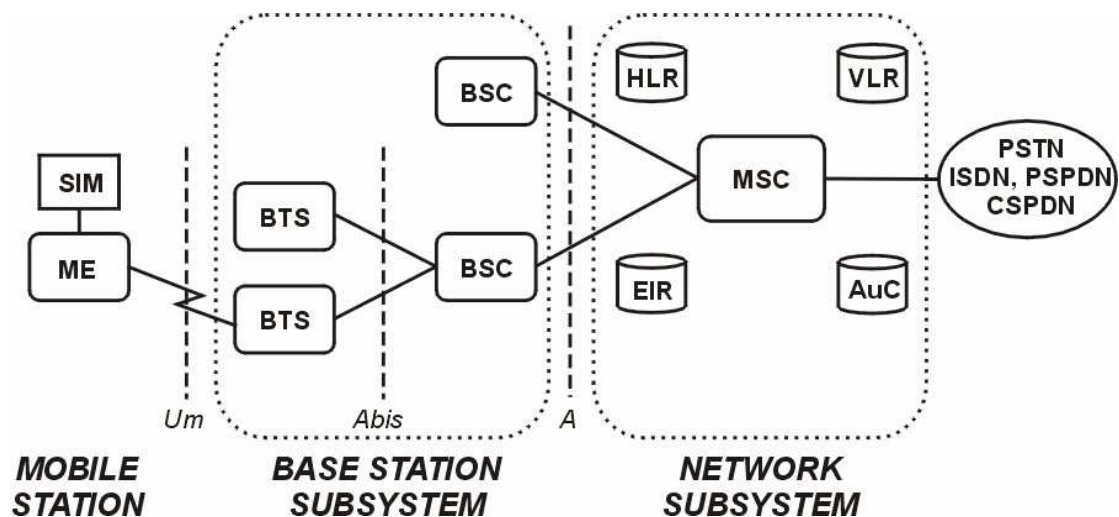 HLR
VLR
BSC
PSTN
ISDN, PSPDN
CSPDN
SIM
MSC
BTS
ME
BSC
BTS
EIR
AuC
Um
Abis
A
MOBILE
STATION
BASE STATION
SUBSYSTEM
NETWORK
SUBSYSTEM